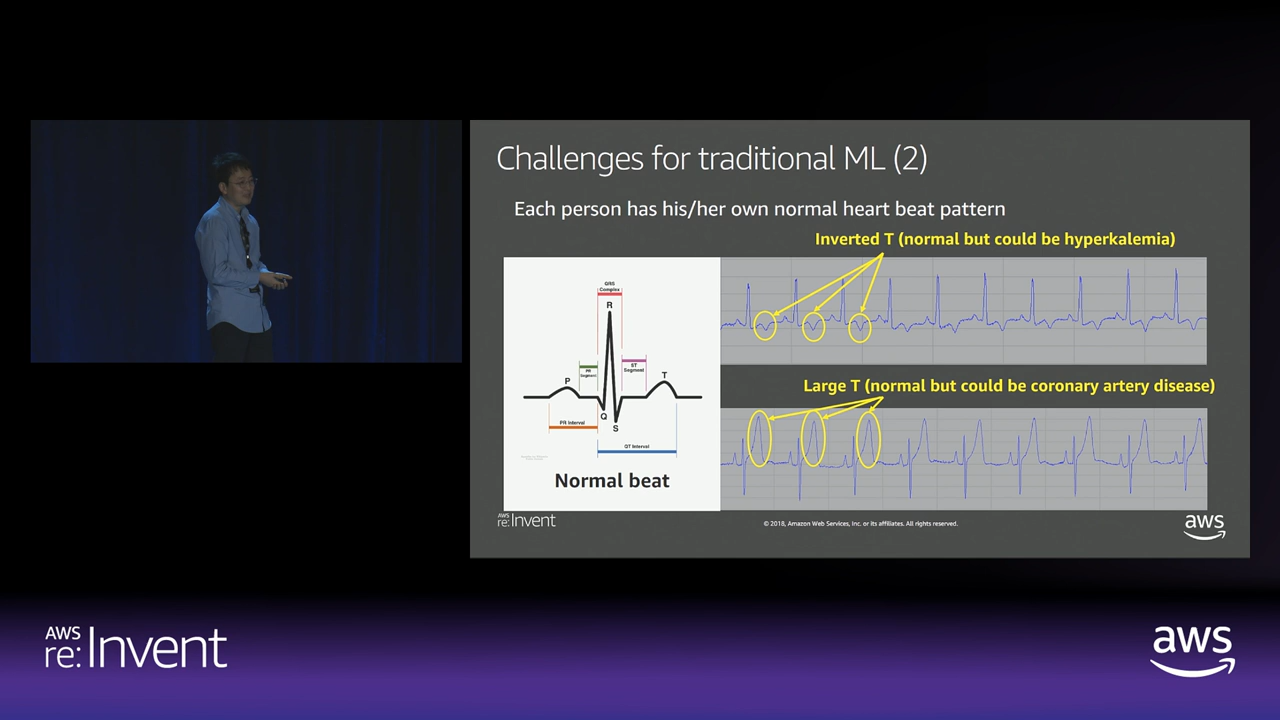 Challenges for traditional ML (2)
Each person has his/her own normal heart beat pattern
Inverted T (normal but could be hyperkalemia)
QRS
Complex
R
PR
Segment
ST
Segment
P
T
Q
S
PR Interval
QT Interval
Normal beat
Large T (normal but could be coronary artery disease)
AWS
re:Invent
© 2018, Amazon Web Services, Inc. or its affiliates. All rights reserved.
aws
AWS
re:Invent
aws